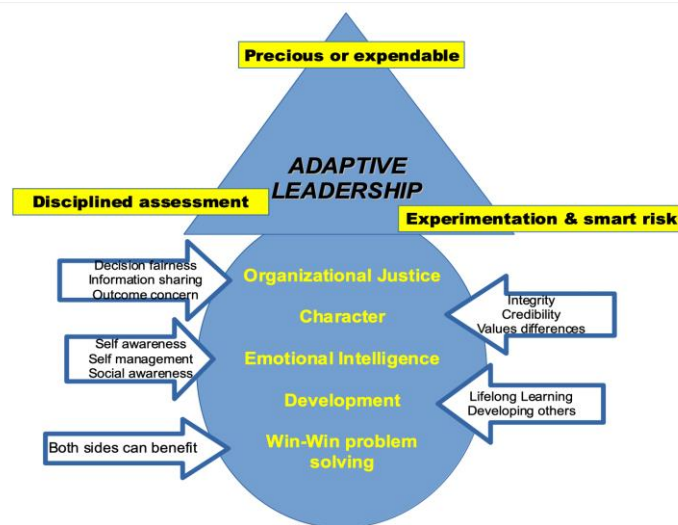 Precious or expendable
ADAPTIVE
LEADERSHIP
Disciplined assessment
Experimentation & smart risk
Decision fairness
Information sharing
Outcome concern
Organizational Justice
Integrity
Credibility
Values differences
Character
Self awareness
Self management
Social awareness
Emotional Intelligence
Lifelong Learning
Developing others
Development
Both sides can benefit
Win-Win problem
solving